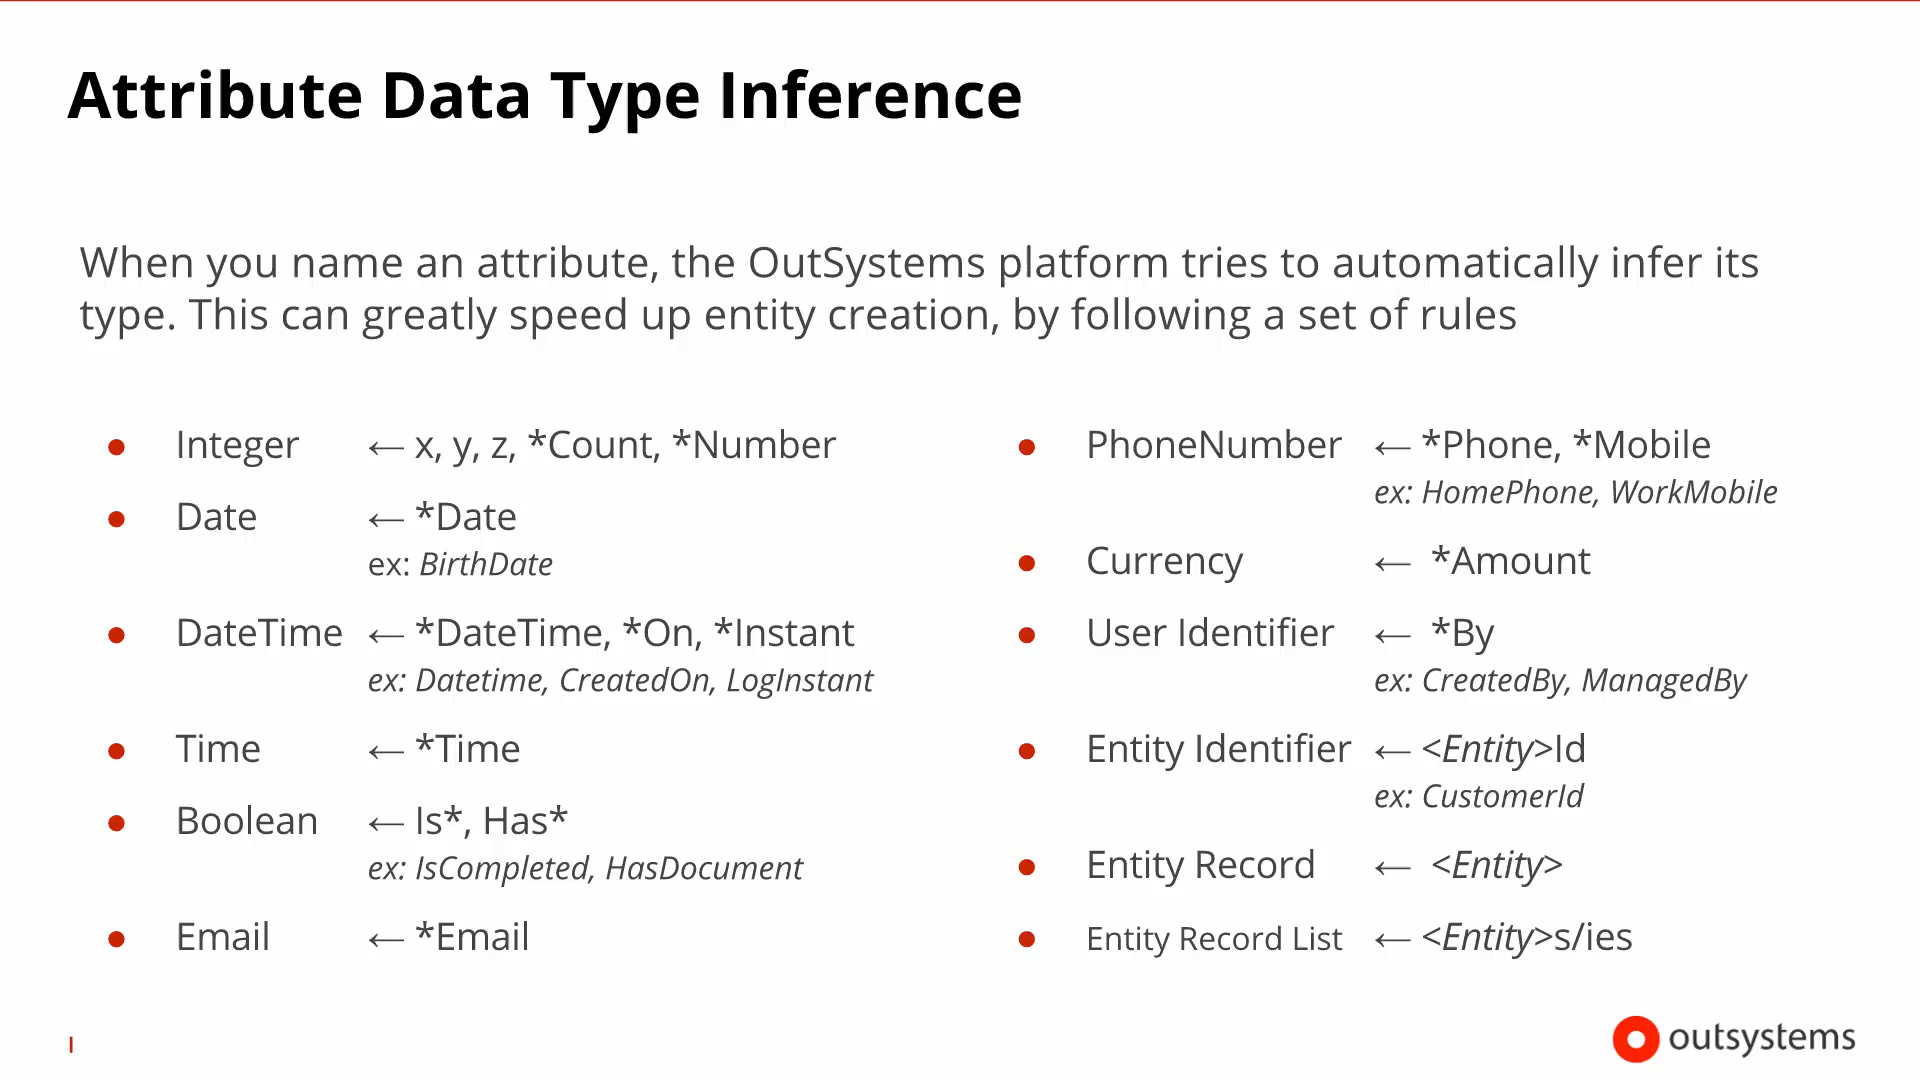 Attribute Data Type Inference
When you name an attribute, the OutSystems platform tries to automatically infer its
type. This can greatly speed up entity creation, by following a set of rules
● Integer ← x, y, z, *Count, *Number
● Date ← *Date
ex: BirthDate
● DateTime ← *DateTime, *On, *Instant
ex: Datetime, CreatedOn, LogInstant
● Time ← *Time
● Boolean ← Is*, Has*
ex: IsCompleted, HasDocument
● Email ← *Email
● PhoneNumber ← *Phone, *Mobile
ex: HomePhone, WorkMobile
● Currency ← *Amount
● User Identifier ← *By
ex: CreatedBy, ManagedBy
● Entity Identifier ← <Entity>Id
ex: CustomerId
● Entity Record ← <Entity>
● Entity Record List ← <Entity>s/ies
I
outsystems